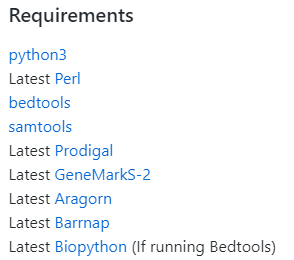 Requirements
python3
Latest Perl
bedtools
samtools
Latest Prodigal
Latest GeneMarkS-2
Latest Aragorn
Latest Barrnap
Latest Biopython (If running Bedtools)